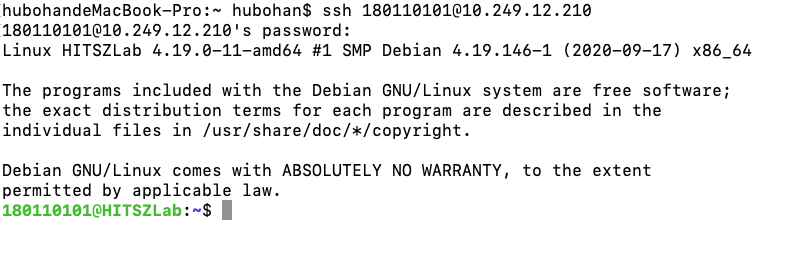 hubohandeMacBook-Pro:~ hubohan$ ssh 180110101@10.249.12.210
180110101@10.249.12.210's password:
Linux HITSZLab 4.19.0-11-amd64 #1 SMP Debian 4.19.146-1 (2020-09-17) x86_64
The programs included with the Debian GNU/Linux system are free software;
the exact distribution terms for each program are described in the
individual files in /usr/share/doc/*/copyright.
Debian GNU/Linux comes with ABSOLUTELY NO WARRANTY, to the extent
permitted by applicable law.
180110101@HITSZLab:~$